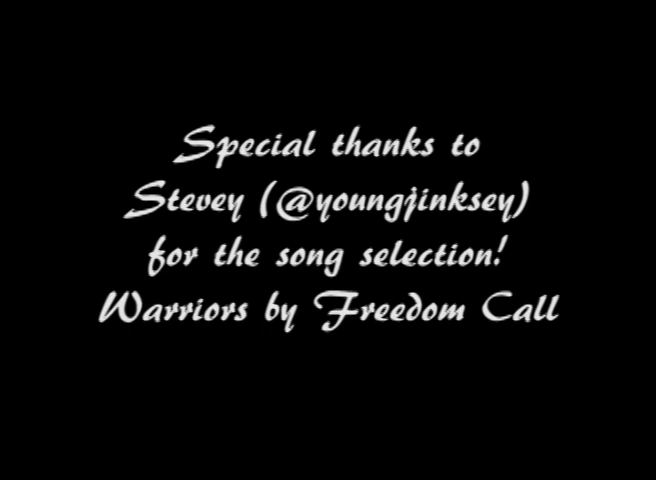 Special thanks to
Stevey (@youngjinksey)
for the song selection!
Warriors by Freedom Call